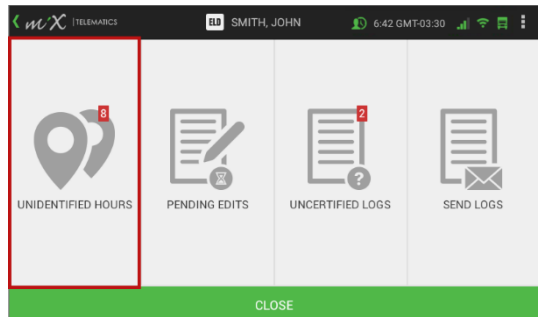 mix TELEMATICS
ELD SMITH, JOHN
6:42 GMT-03:30
8
2
?
UNIDENTIFIED HOURS
PENDING EDITS
UNCERTIFIED LOGS
SEND LOGS
CLOSE